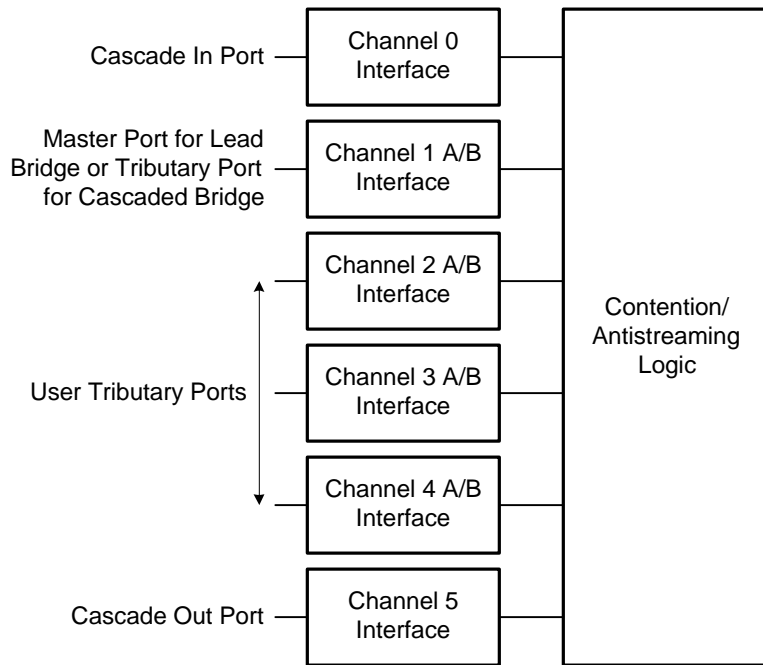 Cascade In Port
Channel 0
Interface
Master Port for Lead
Bridge or Tributary Port
for Cascaded Bridge
Channel 1 A/B
Interface
Channel 2 A/B
Interface
User Tributary Ports
Channel 3 A/B
Interface
Channel 4 A/B
Interface
Cascade Out Port
Channel 5
Interface
Contention/
Antistreaming
Logic